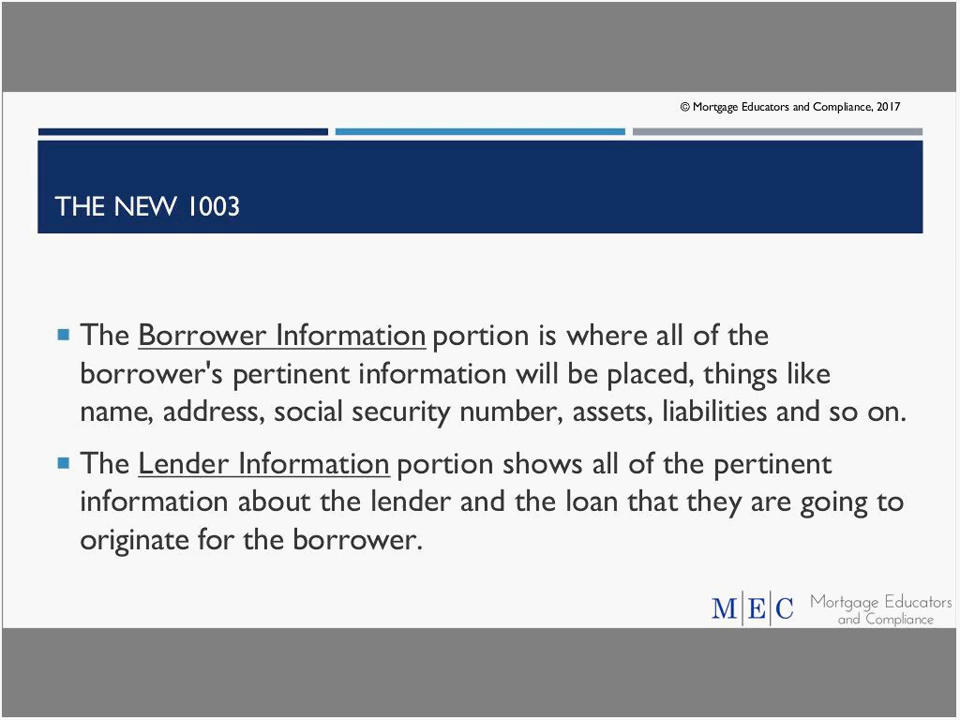 © Mortgage Educators and Compliance, 2017
THE NEW 1003
The Borrower Information portion is where all of the
borrower's pertinent information will be placed, things like
name, address, social security number, assets, liabilities and so on.
The Lender Information portion shows all of the pertinent
information about the lender and the loan that they are going to
originate for the borrower.
M|E|C Mortgage Educators
and Compliance